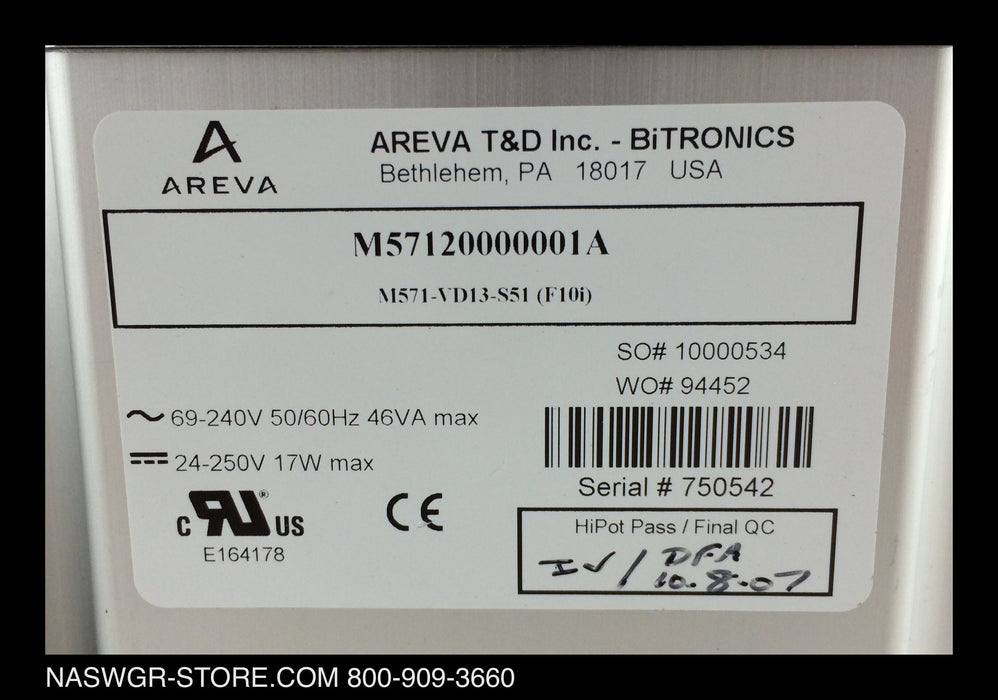 AREVA
AREVA T&D Inc. - BiTRONICS
Bethlehem, PA 18017 USA
M57120000001A
M571-VD13-S51 (F10i)
SO# 10000534
WO# 94452
69-240V 50/60Hz 46VA max
24-250V 17W max
Serial # 750542
c RU ® US
E164178
CE
HiPot Pass / Final QC
DFA
10.8.07
NASWGR-STORE.COM 800-909-3660